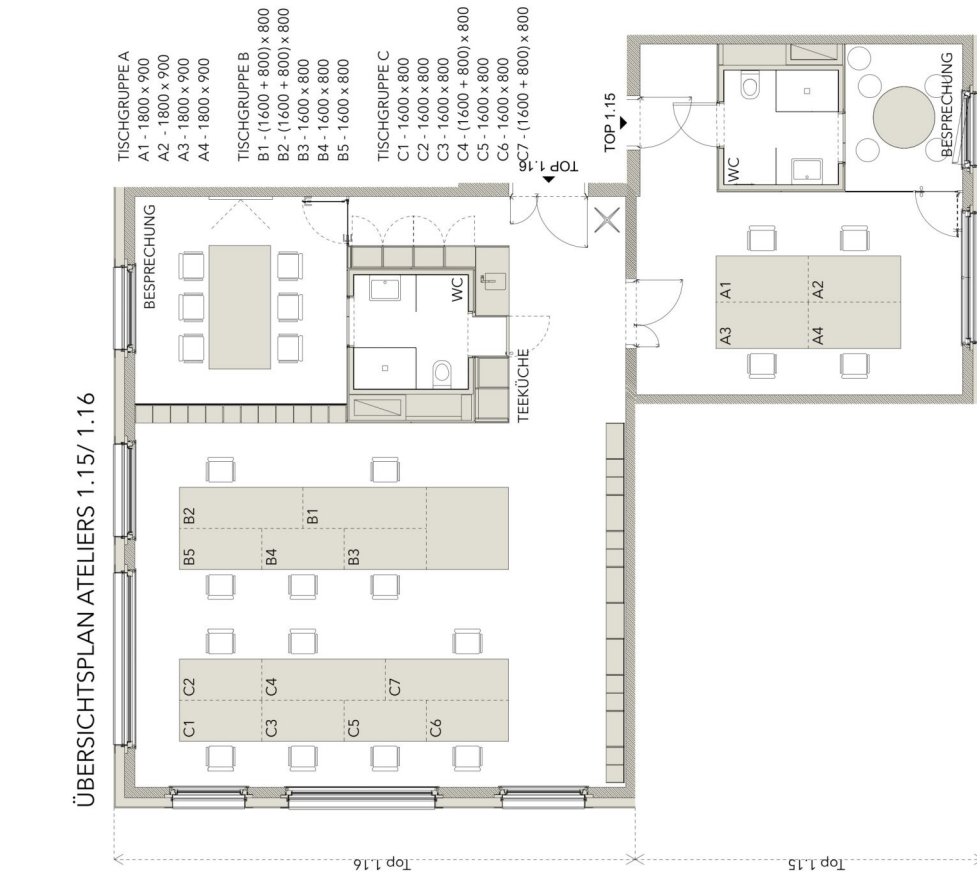 ÜBERSICHTSPLAN ATELIERS 1.15/ 1.16
TISCHGRUPPE A
A1 - 1800 x 900
A2 - 1800 x 900
A3 - 1800 x 900
A4 - 1800 x 900
TISCHGRUPPE B
B1 - (1600 + 800) x 800
B2 - (1600 + 800) x 800
B3 - 1600 x 800
B4 - 1600 x 800
B5 - 1600 x 800
TISCHGRUPPE C
C1 - 1600 x 800
C2 - 1600 x 800
C3 - 1600 x 800
C4 - (1600 + 800) x 800
C5 - 1600 x 800
C6 - 1600 x 800
C7 - (1600 + 800) x 800
BESPRECHUNG
WC
TEEKÜCHE
TOP 1.16
TOP 1.15
WC
BESPRECHUNG
B2
B1
B5
B4
B3
C2
C4
C7
C1
C3
C5
C6
A1
A2
A3
A4
Top 1.16
Top 1.15